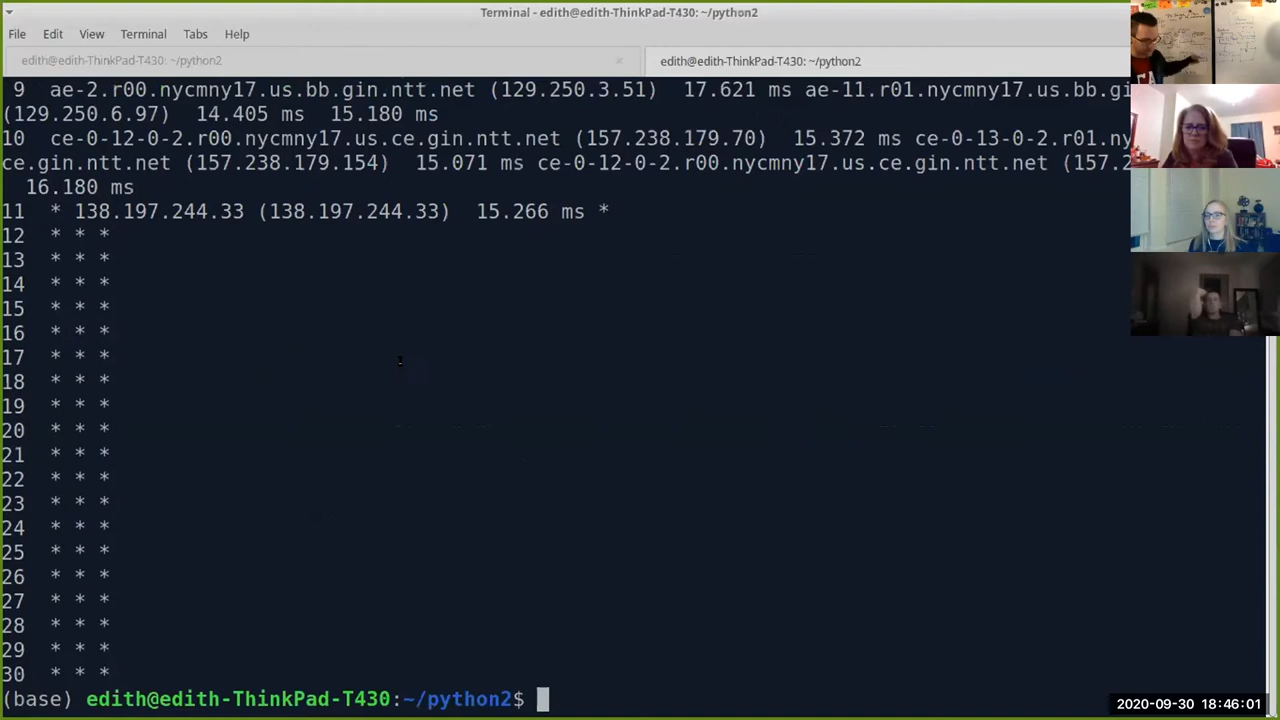 Terminal - edith@edith-ThinkPad-T430: ~/python2
File Edit View Terminal Tabs Help
edith@edith-ThinkPad-T430: ~/python2
edith@edith-ThinkPad-T430: ~/python2
9 ae-2.r00.nycmny17.us.bb.gin.ntt.net (129.250.3.51) 17.621 ms ae-11.r01.nycmny17.us.bb.gi
(129.250.6.97) 14.405 ms 15.180 ms
10 ce-0-12-0-2.r00.nycmny17.us.ce.gin.ntt.net (157.238.179.70) 15.372 ms ce-0-13-0-2.r01.ny
ce.gin.ntt.net (157.238.179.154) 15.071 ms ce-0-12-0-2.r00.nycmny17.us.ce.gin.ntt.net (157.2
16.180 ms
11 * 138.197.244.33 (138.197.244.33) 15.266 ms *
12 * * *
13 * * *
14 * * *
15 * * *
16 * * *
17 * * *
18 * * *
19 * * *
20 * * *
21 * * *
22 * * *
23 * * *
24 * * *
25 * * *
26 * * *
27 * * *
28 * * *
29 * * *
30 * * *
(base) edith@edith-ThinkPad-T430:~/python2$
2020-09-30 18:46:01